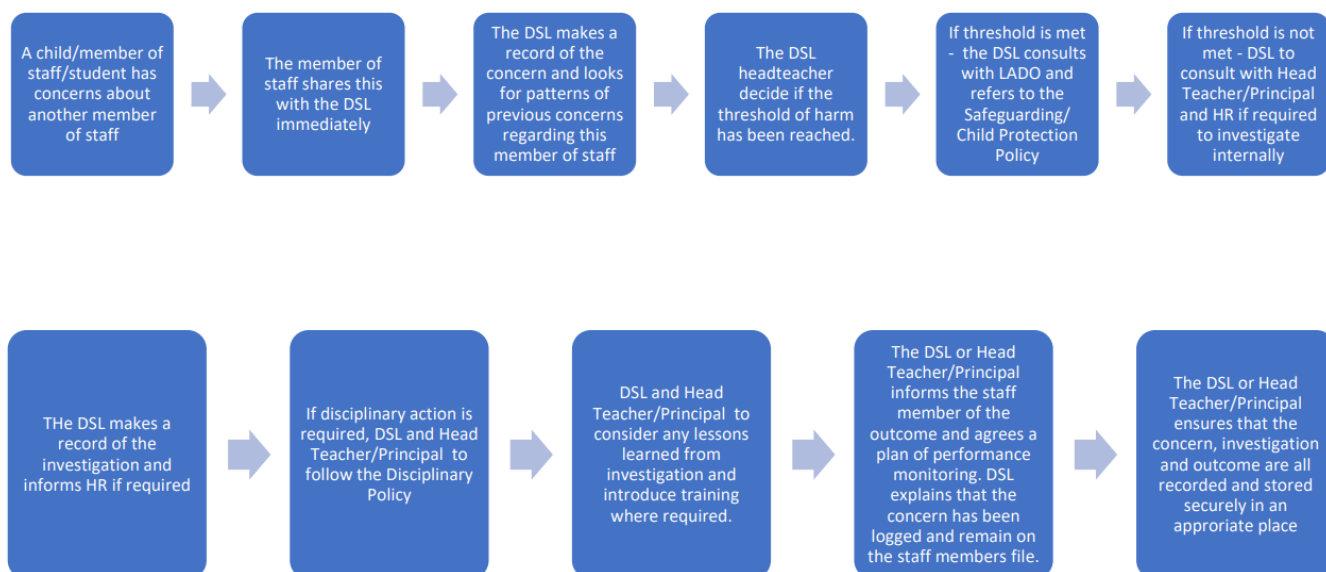 A child/member of
staff/student has
concerns about
another member
of staff
The member of
staff shares this
with the DSL
immediately
The DSL makes a
record of the
concern and looks
for patterns of
previous concerns
regarding this
member of staff
The DSL
headteacher
decide if the
threshold of harm
has been reached.
If threshold is met
- the DSL consults
with LADO and
refers to the
Safeguarding/
Child Protection
Policy
If threshold is not
met - DSL to
consult with Head
Teacher/Principal
and HR if required
to investigate
internally
THe DSL makes a
record of the
investigation and
informs HR if required
If disciplinary action is
required, DSL and Head
Teacher/Principal to
follow the Disciplinary
Policy
DSL and Head
Teacher/Principal to
consider any lessons
learned from
investigation and
introduce training
where required.
The DSL or Head
Teacher/Principal
informs the staff
member of the
outcome and agrees a
plan of performance
monitoring. DSL
explains that the
concern has been
logged and remain on
the staff members file.
The DSL or Head
Teacher/Principal
ensures that the
concern, investigation
and outcome are all
recorded and stored
securely in an
approriate place